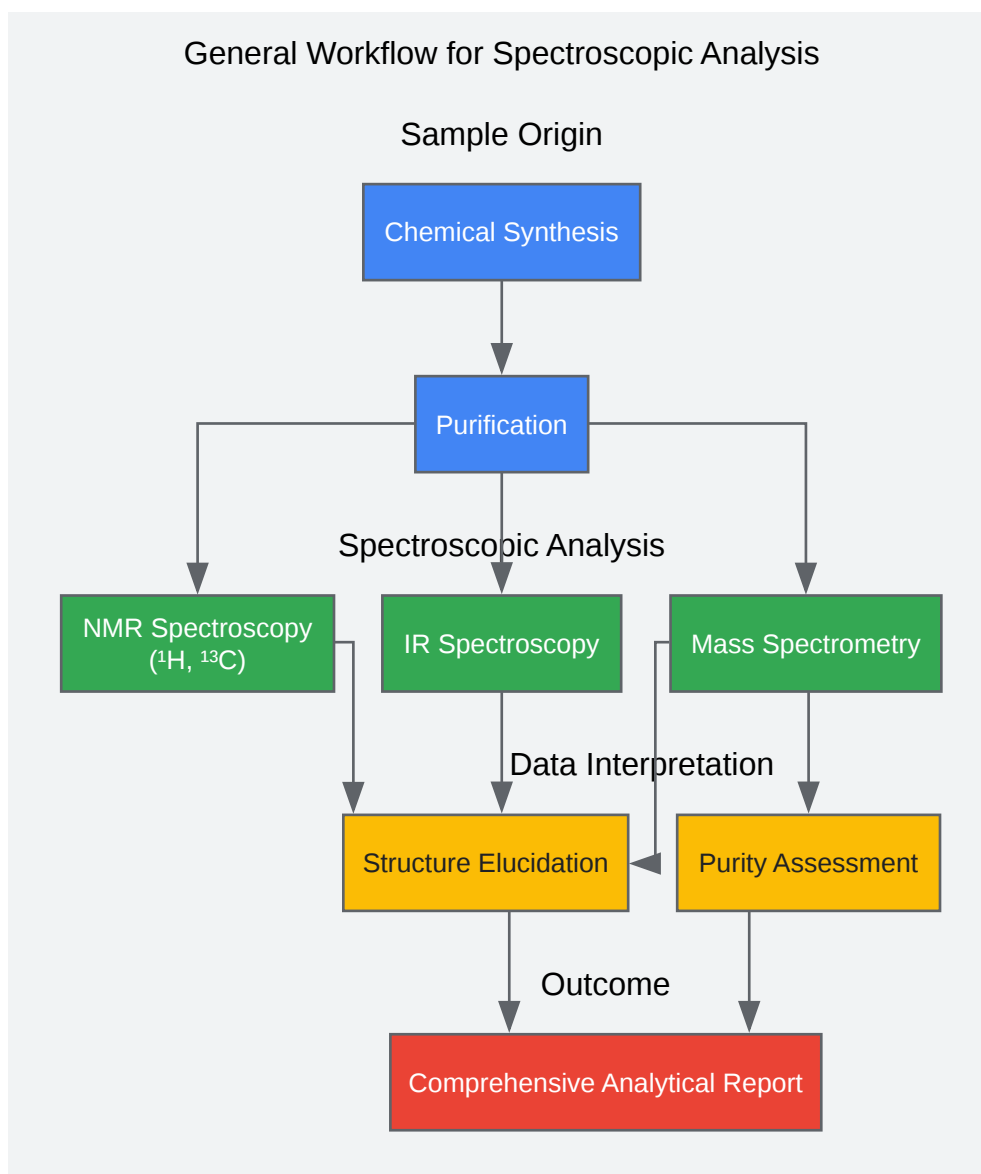 General Workflow for Spectroscopic Analysis
Sample Origin
Chemical Synthesis
Purification
Spectroscopic Analysis
NMR Spectroscopy
(¹H, ¹³C)
IR Spectroscopy
Mass Spectrometry
Data Interpretation
Structure Elucidation
Purity Assessment
Outcome
Comprehensive Analytical Report